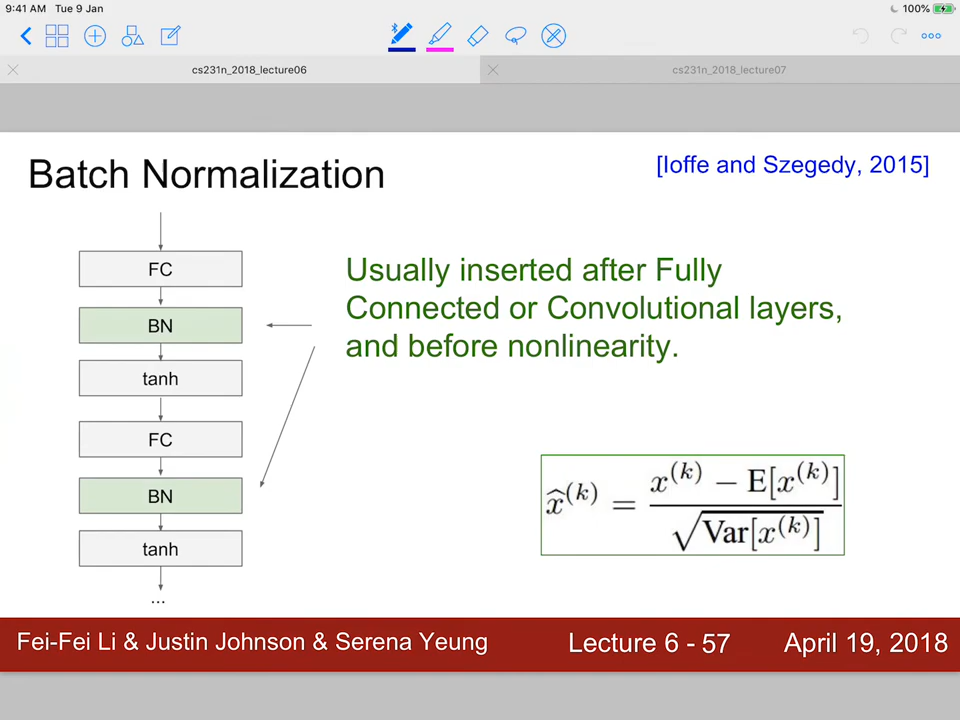 9:41 AM Tue 9 Jan
100%
cs231n_2018_lecture06
cs231n_2018_lecture07
Batch Normalization
[Ioffe and Szegedy, 2015]
FC
BN
tanh
FC
BN
tanh
...
Usually inserted after Fully
Connected or Convolutional layers,
and before nonlinearity.
x̂^(k) = (x^(k) − E[x^(k)]) / √(Var[x^(k)])
Fei-Fei Li & Justin Johnson & Serena Yeung
Lecture 6 - 57
April 19, 2018